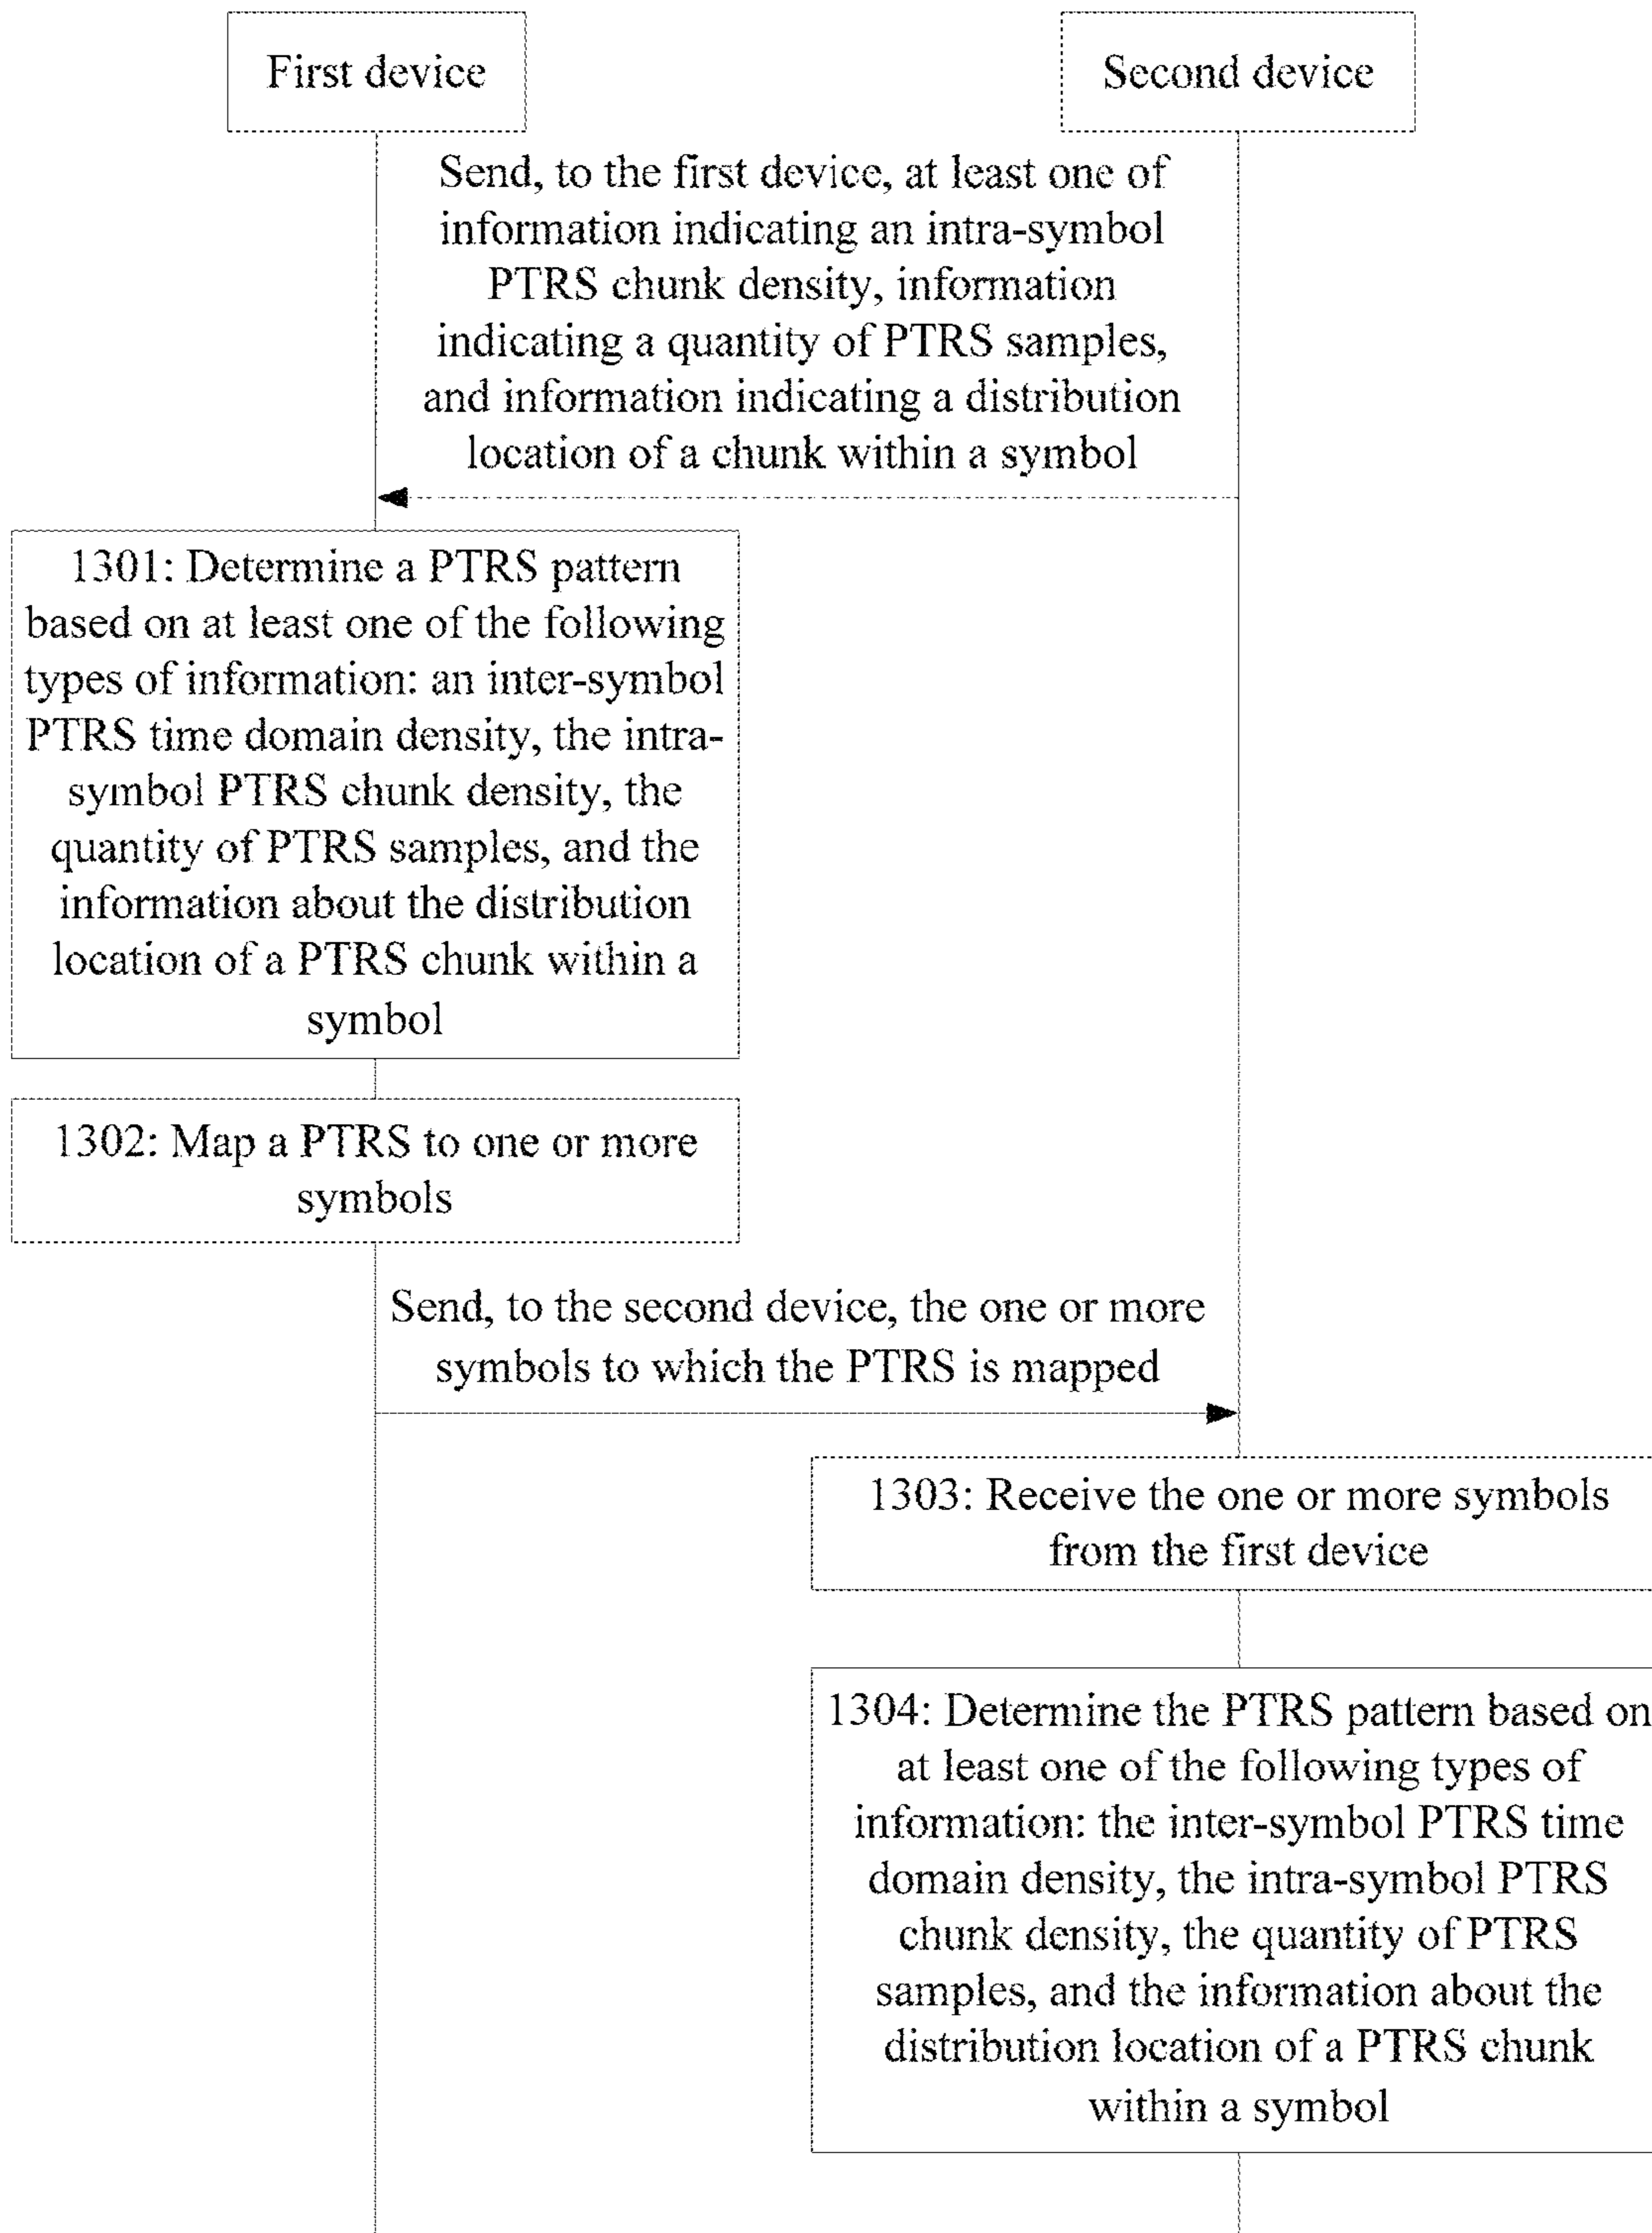 First device
Second device
Send, to the first device, at least one of
information indicating an intra-symbol
PTRS chunk density, information
indicating a quantity of PTRS samples,
and information indicating a distribution
location of a chunk within a symbol
1301: Determine a PTRS pattern
based on at least one of the following
types of information: an inter-symbol
PTRS time domain density, the intra-
symbol PTRS chunk density, the
quantity of PTRS samples, and the
information about the distribution
location of a PTRS chunk within a
symbol
1302: Map a PTRS to one or more
symbols
Send, to the second device, the one or more
symbols to which the PTRS is mapped
1303: Receive the one or more symbols
from the first device
1304: Determine the PTRS pattern based on
at least one of the following types of
information: the inter-symbol PTRS time
domain density, the intra-symbol PTRS
chunk density, the quantity of PTRS
samples, and the information about the
distribution location of a PTRS chunk
within a symbol